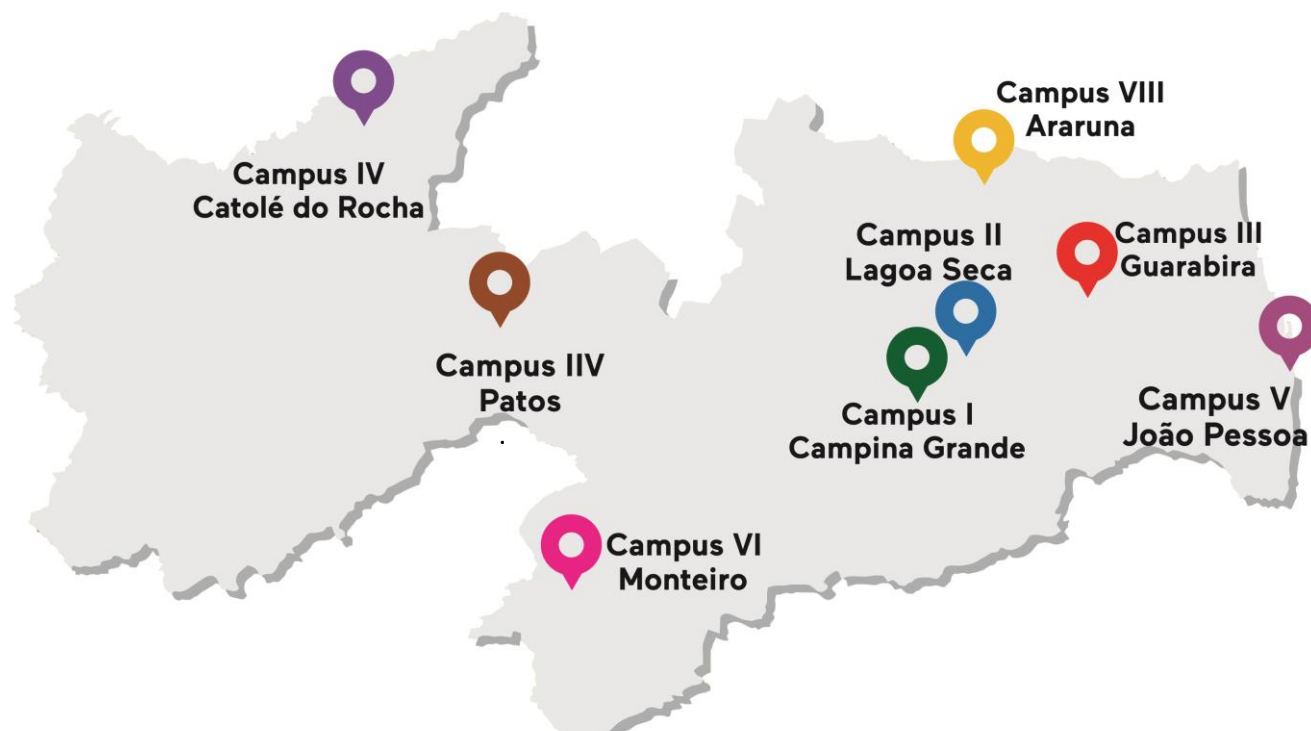 Campus VIII
Araruna
Campus IV
Catolé do Rocha
Campus II
Lagoa Seca
Campus III
Guarabira
Campus IIV
Patos
Campus I
Campina Grande
Campus V
João Pessoa
Campus VI
Monteiro